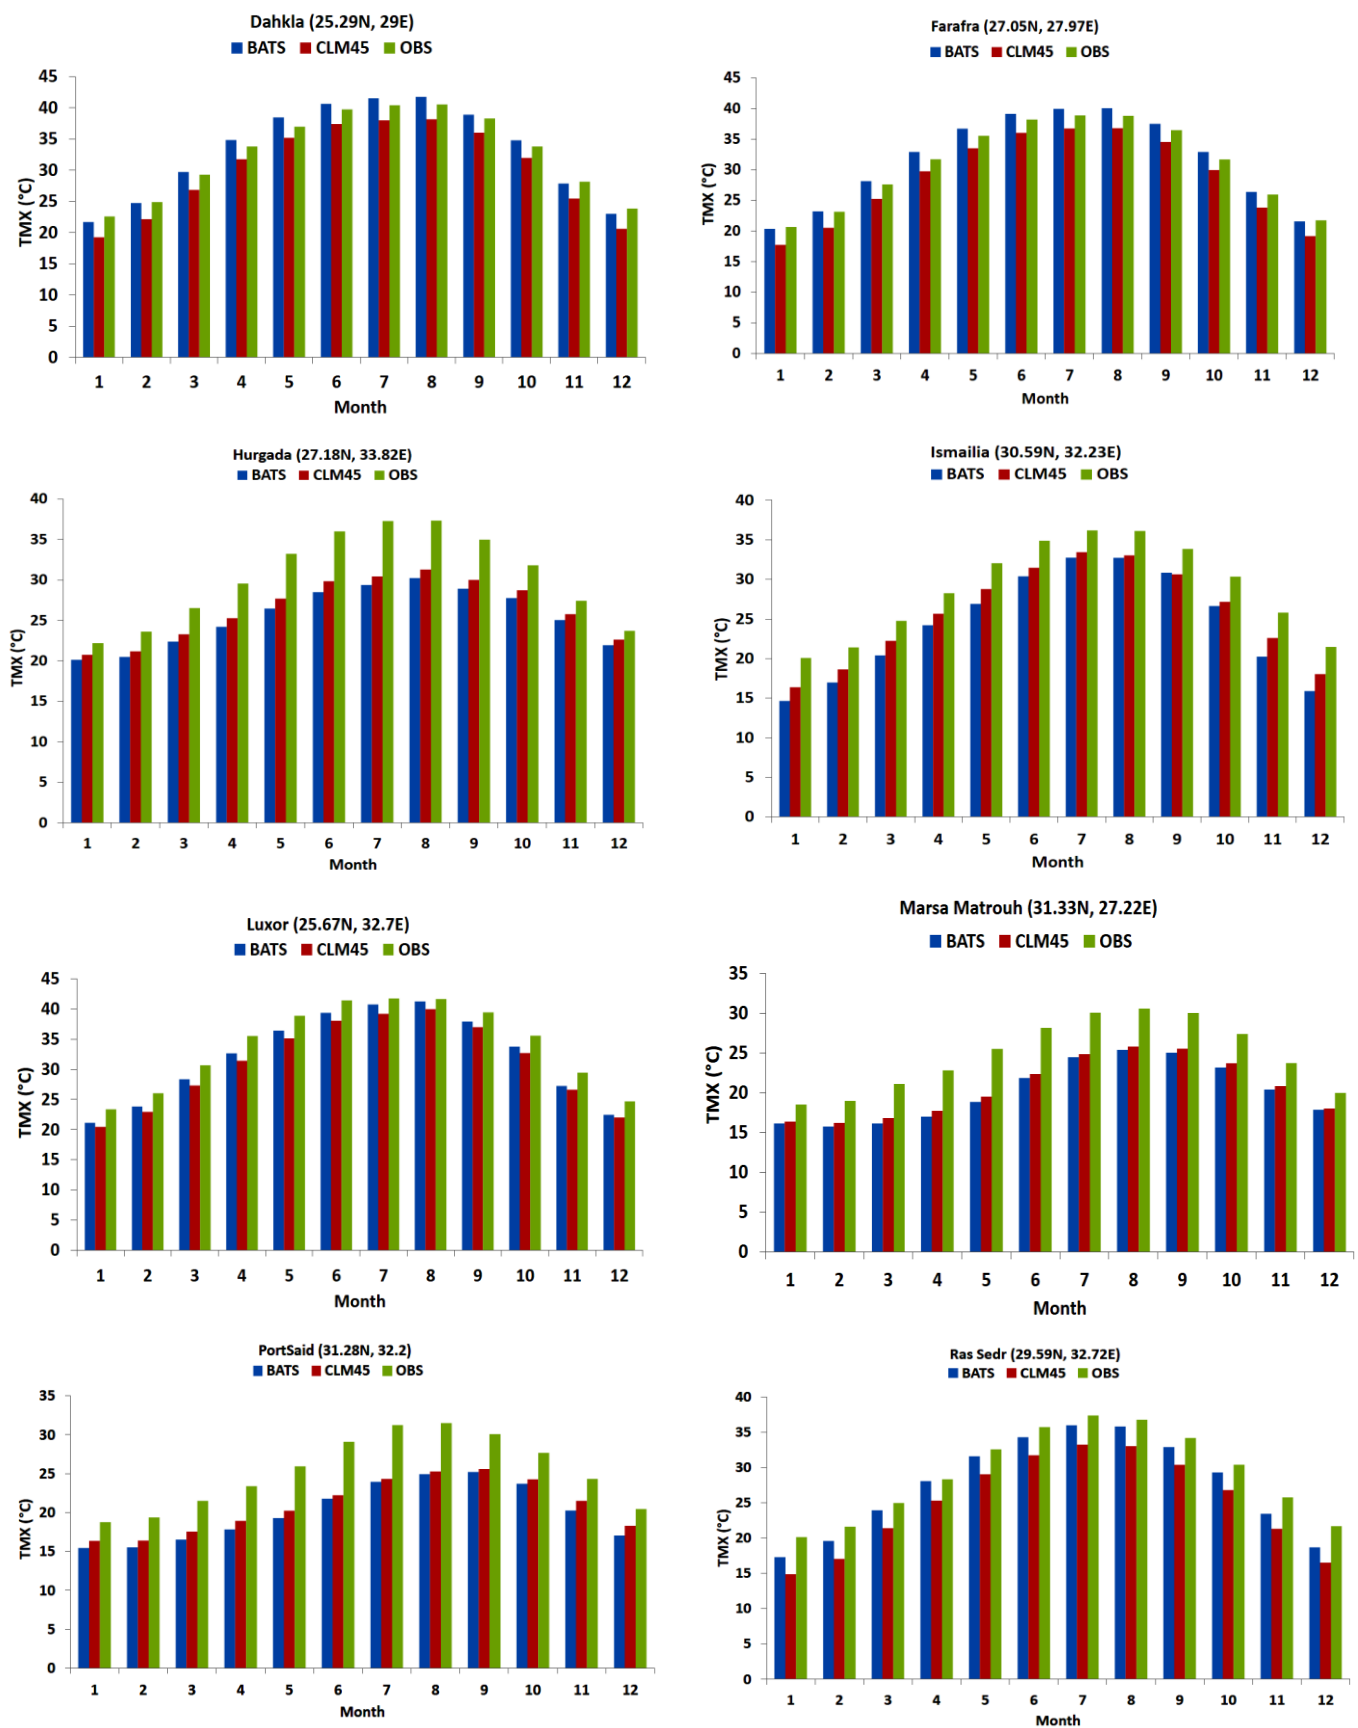 Dahkla (25.29N, 29E)
BATS CLM45 OBS
TMX (°C)
45
40
35
30
25
20
15
10
5
0
1 2 3 4 5 6 7 8 9 10 11 12
Month
Farafra (27.05N, 27.97E)
BATS CLM45 OBS
TMX (°C)
45
40
35
30
25
20
15
10
5
0
1 2 3 4 5 6 7 8 9 10 11 12
Month
Hurgada (27.18N, 33.82E)
BATS CLM45 OBS
TMX (°C)
40
35
30
25
20
15
10
5
0
1 2 3 4 5 6 7 8 9 10 11 12
Month
Ismailia (30.59N, 32.23E)
BATS CLM45 OBS
TMX (°C)
40
35
30
25
20
15
10
5
0
1 2 3 4 5 6 7 8 9 10 11 12
Month
Luxor (25.67N, 32.7E)
BATS CLM45 OBS
TMX (°C)
45
40
35
30
25
20
15
10
5
0
1 2 3 4 5 6 7 8 9 10 11 12
Month
Marsa Matrouh (31.33N, 27.22E)
BATS CLM45 OBS
TMX (°C)
35
30
25
20
15
10
5
0
1 2 3 4 5 6 7 8 9 10 11 12
Month
PortSaid (31.28N, 32.2)
BATS CLM45 OBS
TMX (°C)
35
30
25
20
15
10
5
0
1 2 3 4 5 6 7 8 9 10 11 12
Month
Ras Sedr (29.59N, 32.72E)
BATS CLM45 OBS
TMX (°C)
40
35
30
25
20
15
10
5
0
1 2 3 4 5 6 7 8 9 10 11 12
Month